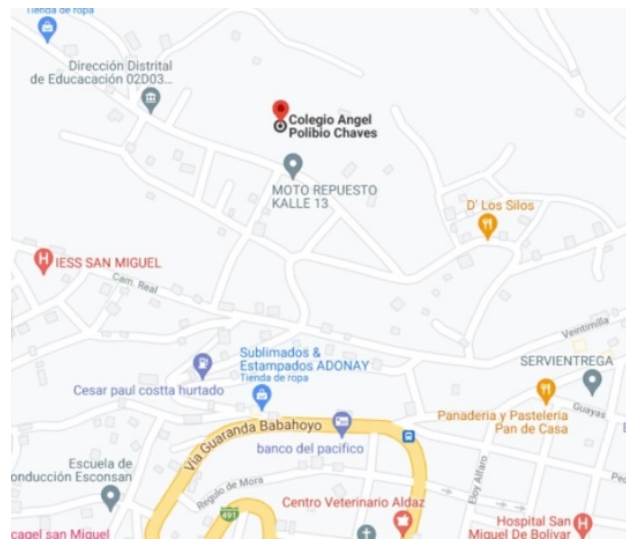 Tienda de ropa
Dirección Distrital
de Educacación 02D03...
Colegio Angel
Polibio Chaves
MOTO REPUESTO
KALLE 13
D' Los Silos
IESS SAN MIGUEL
Cam. Real
Veintimilla
Sublimados &
Estampados ADONAY
Tienda de ropa
SERVIENTREGA
Cesar paul costta hurtado
Guayas
Panaderia y Pasteleria
Pan de Casa
Via Guaranda Babahoyo
banco del pacifico
Escuela de
onducción Esconsan
Regulo de Mora
Eloy Alfaro
Centro Veterinario Aldaz
491
Hospital San
Miguel De Bolivar
cagel san Miguel